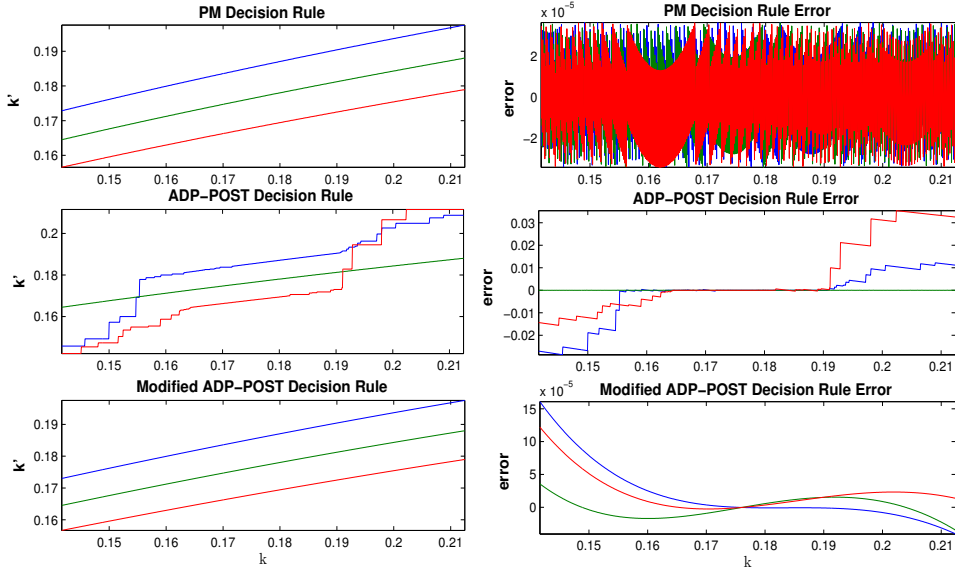 PM Decision Rule
0.19
0.18
0.17
0.16
k'
0.15 0.16 0.17 0.18 0.19 0.2 0.21
x 10⁻⁵ PM Decision Rule Error
2
0
−2
error
0.15 0.16 0.17 0.18 0.19 0.2 0.21
ADP−POST Decision Rule
0.2
0.18
0.16
k'
0.15 0.16 0.17 0.18 0.19 0.2 0.21
ADP−POST Decision Rule Error
0.03
0.02
0.01
0
−0.01
−0.02
error
0.15 0.16 0.17 0.18 0.19 0.2 0.21
Modified ADP−POST Decision Rule
0.19
0.18
0.17
0.16
k'
0.15 0.16 0.17 0.18 0.19 0.2 0.21
k
x 10⁻⁵ Modified ADP−POST Decision Rule Error
15
10
5
0
error
0.15 0.16 0.17 0.18 0.19 0.2 0.21
k